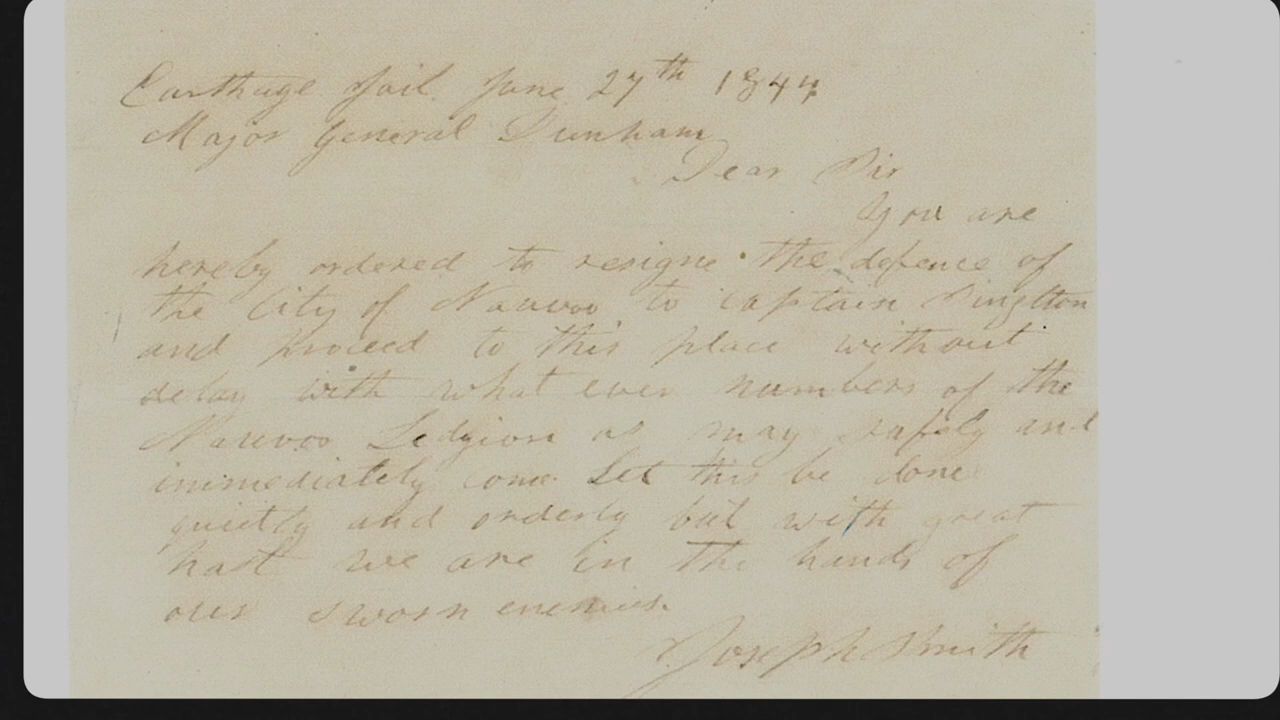 Carthage Jail June 27th 1844
Major General Dunham
Dear Sir
You are
hereby ordered to resigne the defence of
the City of Nauvoo to captain Singlton
and proceed to this place without
delay with what ever numbers of the
Nauvoo Ledgion as may safely and
immediately come Let this be done
quietly and orderly but with great
hast we are in the hands of
our sworn enemies.
Joseph Smith